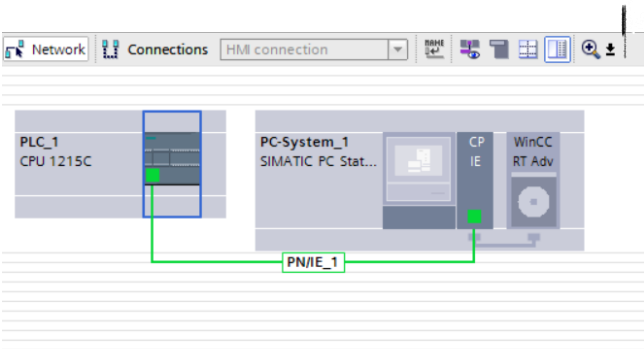 Network Connections HMI connection NAME
PLC_1
CPU 1215C
PC-System_1
SIMATIC PC Stat...
CP
IE
WinCC
RT Adv
PN/IE_1